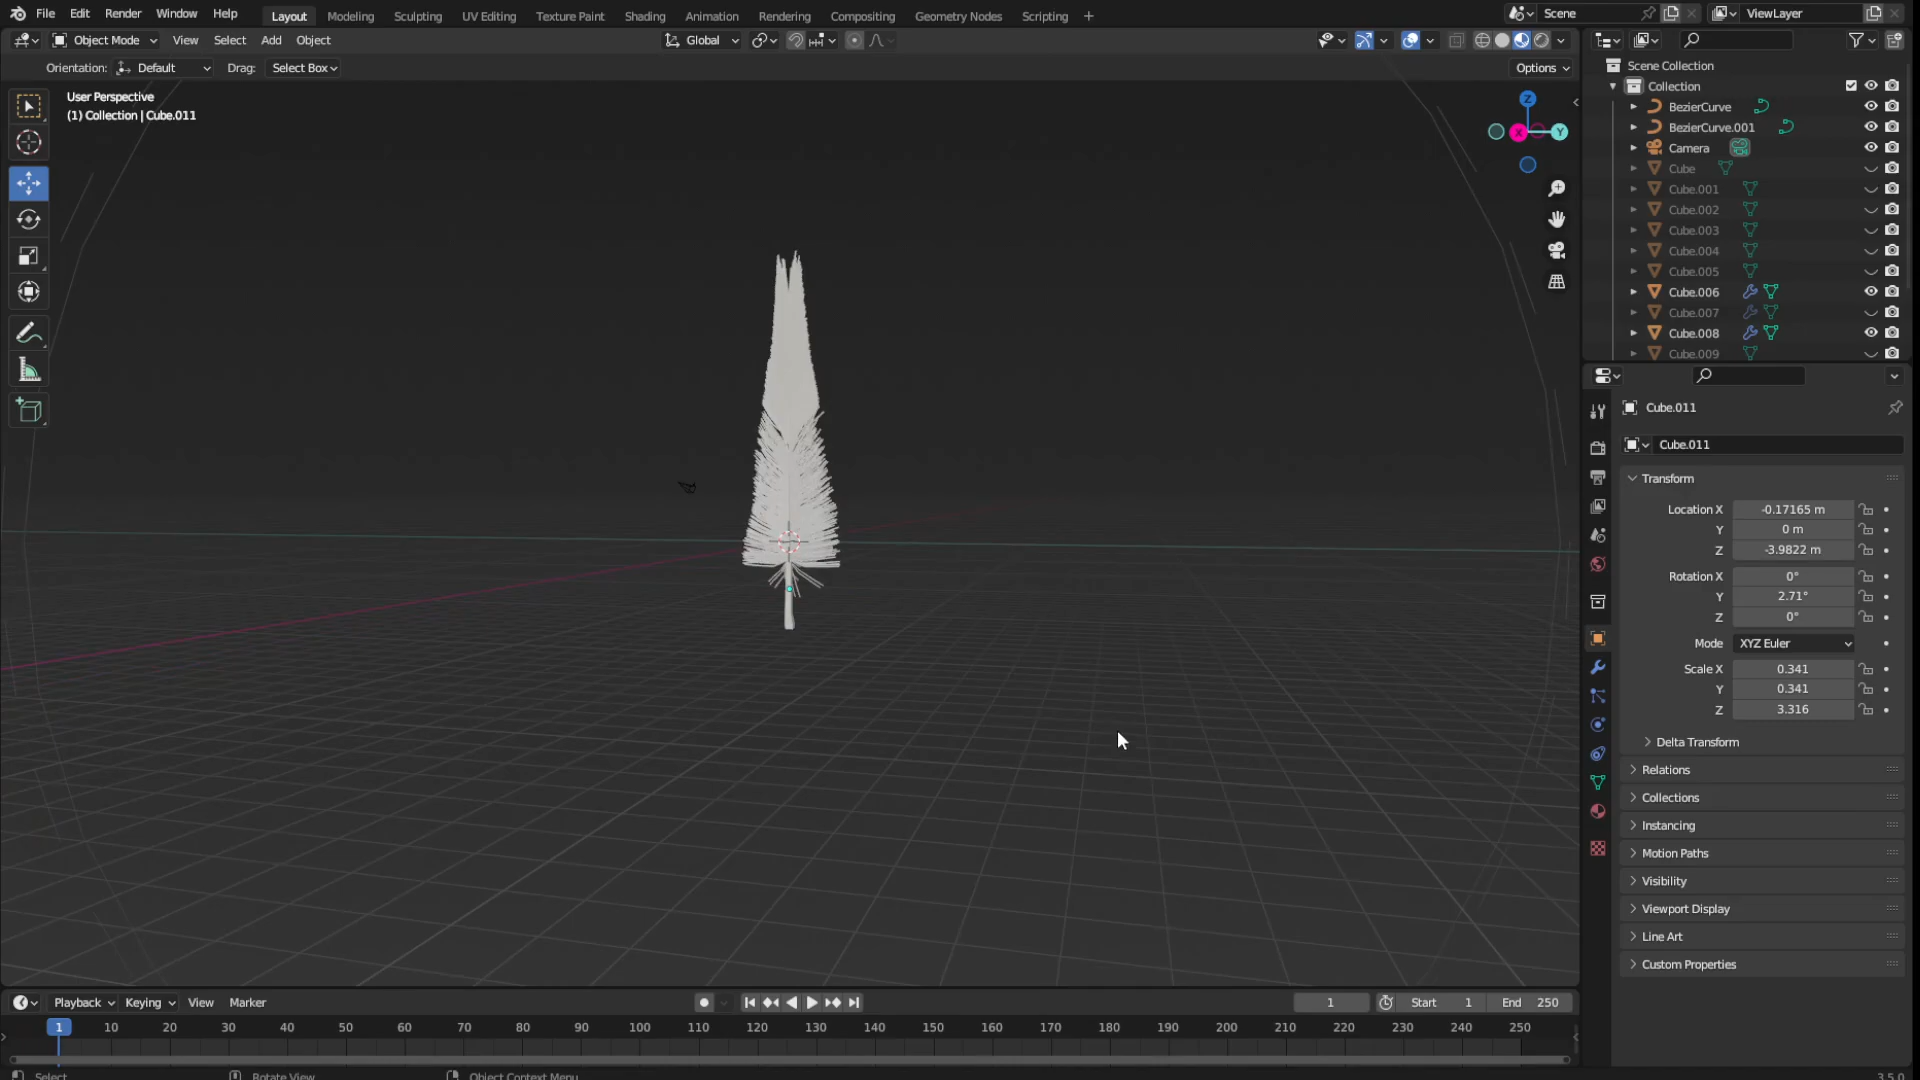 File Edit Render Window Help Layout Modeling Sculpting UV Editing Texture Paint Shading Animation Rendering Compositing Geometry Nodes Scripting + Scene ViewLayer
Object Mode View Select Add Object Global
Orientation: Default Drag: Select Box Options
User Perspective
(1) Collection | Cube.011
Z
X
Y
Scene Collection
Collection
BezierCurve
BezierCurve.001
Camera
Cube
Cube.001
Cube.002
Cube.003
Cube.004
Cube.005
Cube.006
Cube.007
Cube.008
Cube.009
Cube.011
Cube.011
Transform
Location X -0.17165 m
Y 0 m
Z -3.9822 m
Rotation X 0°
Y 2.71°
Z 0°
Mode XYZ Euler
Scale X 0.341
Y 0.341
Z 3.316
Delta Transform
Relations
Collections
Instancing
Motion Paths
Visibility
Viewport Display
Line Art
Custom Properties
Playback Keying View Marker 1 Start 1 End 250
1 10 20 30 40 50 60 70 80 90 100 110 120 130 140 150 160 170 180 190 200 210 220 230 240 250
Select Rotate View Object Context Menu 3.5.0